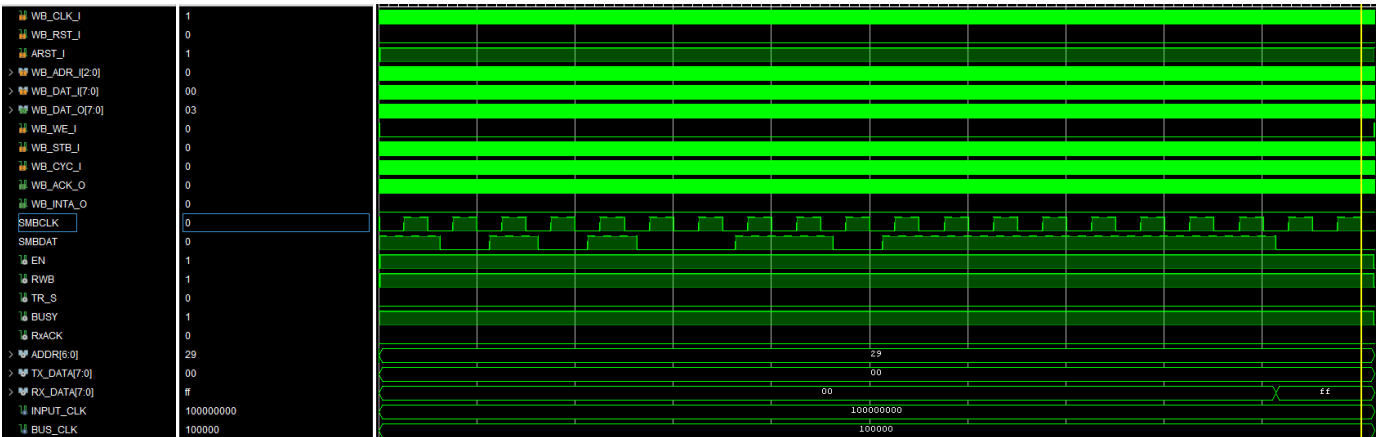 WB_CLK_I 1
WB_RST_I 0
ARST_I 1
WB_ADR_I[2:0] 0
WB_DAT_I[7:0] 00
WB_DAT_O[7:0] 03
WB_WE_I 0
WB_STB_I 0
WB_CYC_I 0
WB_ACK_O 0
WB_INTA_O 0
SMBCLK 0
SMBDAT 0
EN 1
RWB 1
TR_S 0
BUSY 1
RxACK 0
ADDR[6:0] 29 29
TX_DATA[7:0] 00 00
RX_DATA[7:0] ff 00 ff
INPUT_CLK 100000000 100000000
BUS_CLK 100000 100000